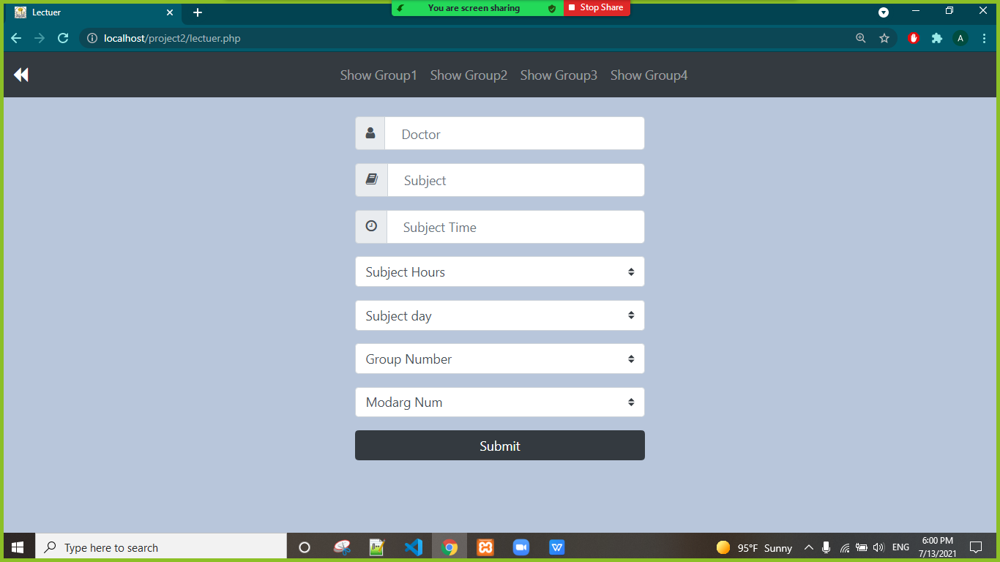 Lectuer
You are screen sharing
Stop Share
localhost/project2/lectuer.php
A
Show Group1 Show Group2 Show Group3 Show Group4
Doctor
Subject
Subject Time
Subject Hours
Subject day
Group Number
Modarg Num
Submit
Type here to search
95°F Sunny
ENG
6:00 PM
7/13/2021